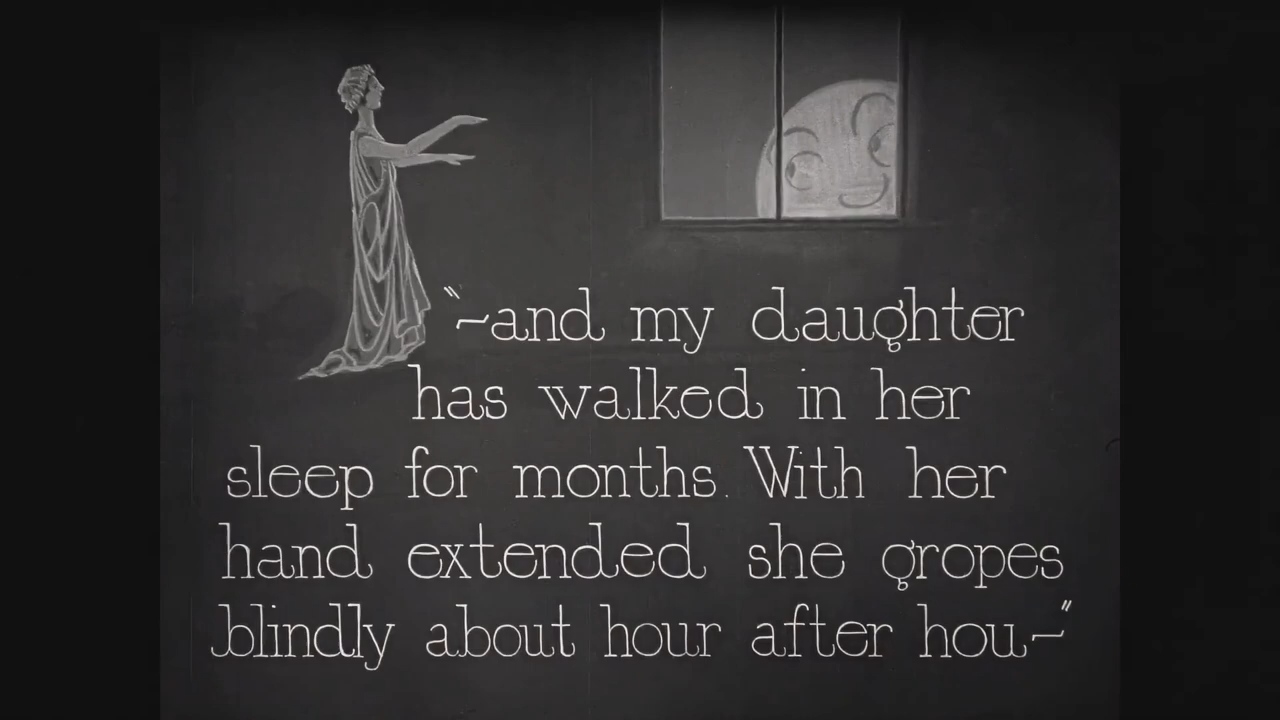 "~and my daughter
has walked in her
sleep for months. With her
hand extended she gropes
blindly about hour after hou~"